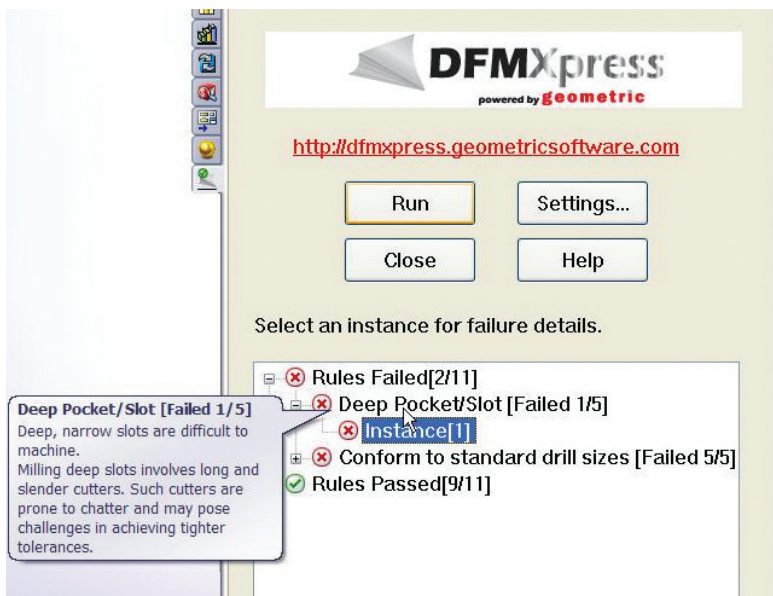 DFMXpress
powered by geometric
http://dfmxpress.geometricsoftware.com
Run
Settings...
Close
Help
Select an instance for failure details.
Rules Failed[2/11]
Deep Pocket/Slot [Failed 1/5]
Instance[1]
Conform to standard drill sizes [Failed 5/5]
Rules Passed[9/11]
Deep Pocket/Slot [Failed 1/5]
Deep, narrow slots are difficult to
machine.
Milling deep slots involves long and
slender cutters. Such cutters are
prone to chatter and may pose
challenges in achieving tighter
tolerances.